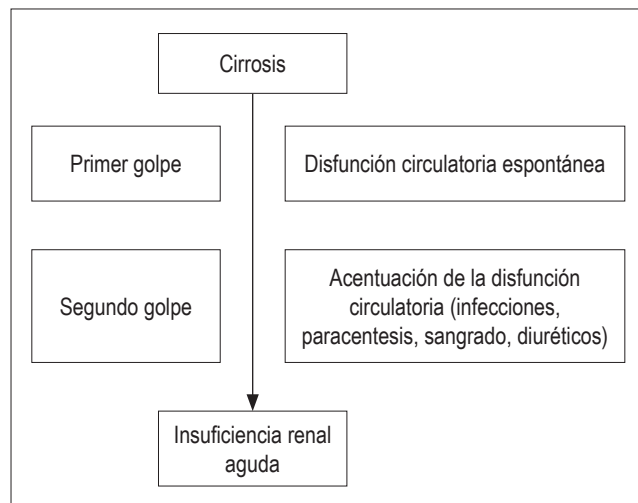 Cirrosis
Primer golpe
Disfunción circulatoria espontánea
Segundo golpe
Acentuación de la disfunción
circulatoria (infecciones,
paracentesis, sangrado, diuréticos)
Insuficiencia renal
aguda